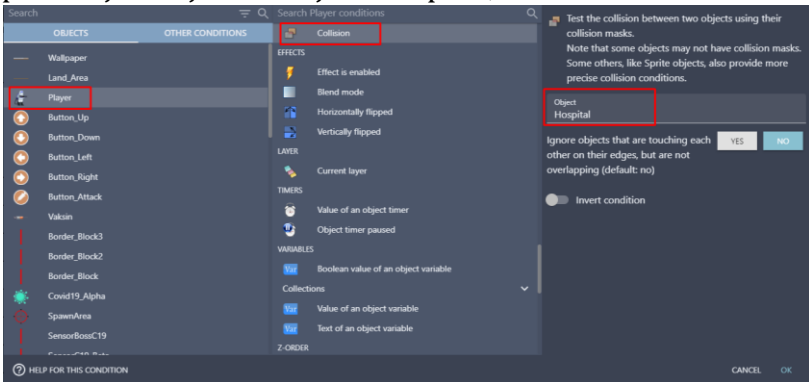 Search
OBJECTS
OTHER CONDITIONS
Wallpaper
Land_Area
Player
Button_Up
Button_Down
Button_Left
Button_Right
Button_Attack
Vaksin
Border_Block3
Border_Block2
Border_Block
Covid19_Alpha
SpawnArea
SensorBossC19
HELP FOR THIS CONDITION
Search Player conditions
Collision
EFFECTS
Effect is enabled
Blend mode
Horizontally flipped
Vertically flipped
LAYER
Current layer
TIMERS
Value of an object timer
Object timer paused
VARIABLES
Var Boolean value of an object variable
Collections
Var Value of an object variable
Var Text of an object variable
Z-ORDER
Test the collision between two objects using their
collision masks.
Note that some objects may not have collision masks.
Some others, like Sprite objects, also provide more
precise collision conditions.
Object
Hospital
Ignore objects that are touching each
other on their edges, but are not
overlapping (default: no)
YES
NO
Invert condition
CANCEL
OK